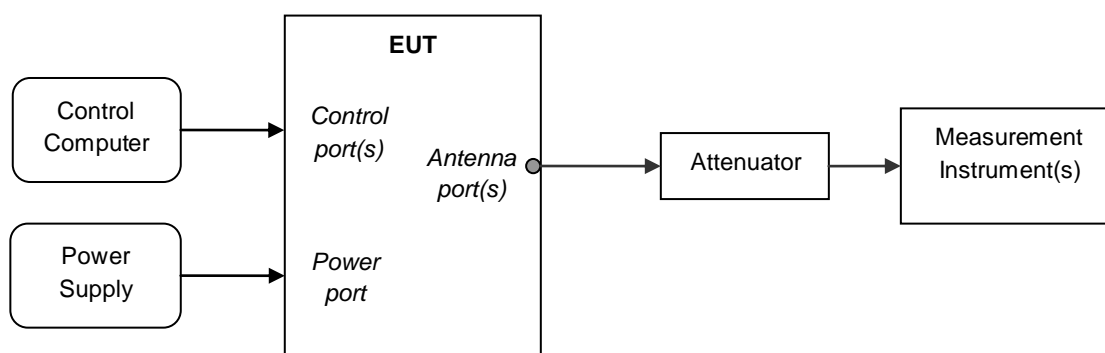 EUT
Control
Computer
Control
port(s)
Antenna
port(s)
Attenuator
Measurement
Instrument(s)
Power
Supply
Power
port